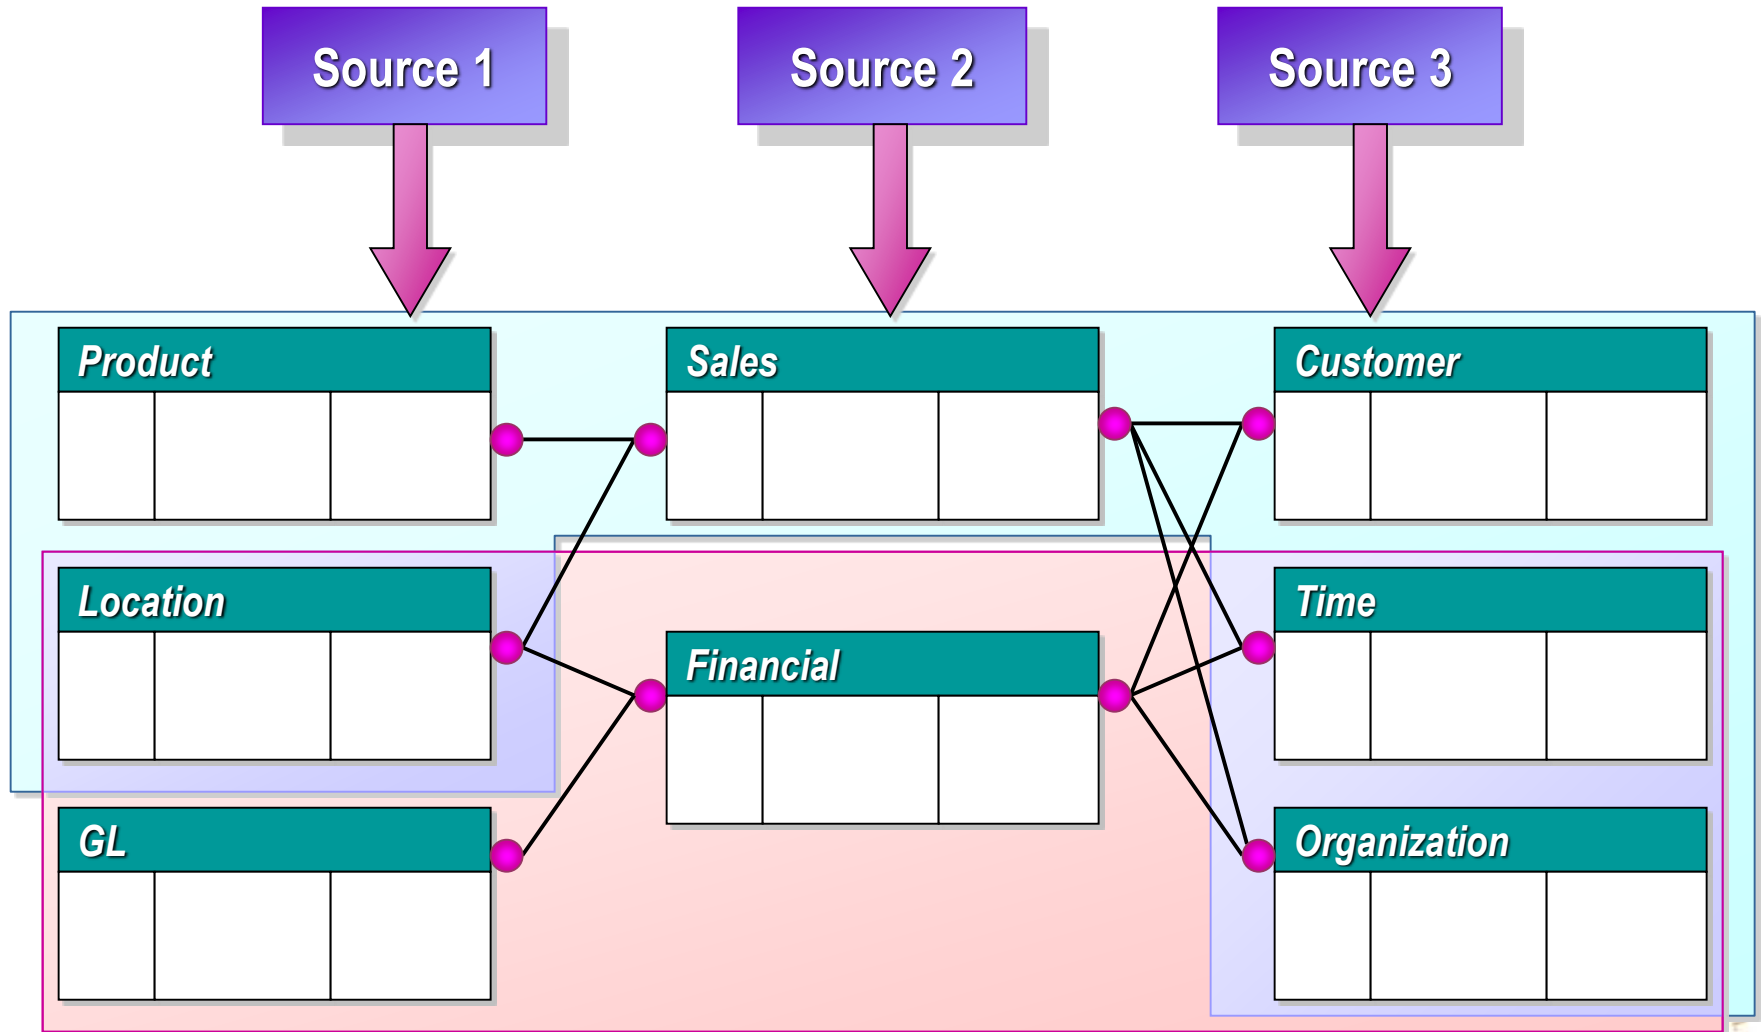 Source 1
Source 2
Source 3
Product
Sales
Customer
Location
Time
Financial
GL
Organization